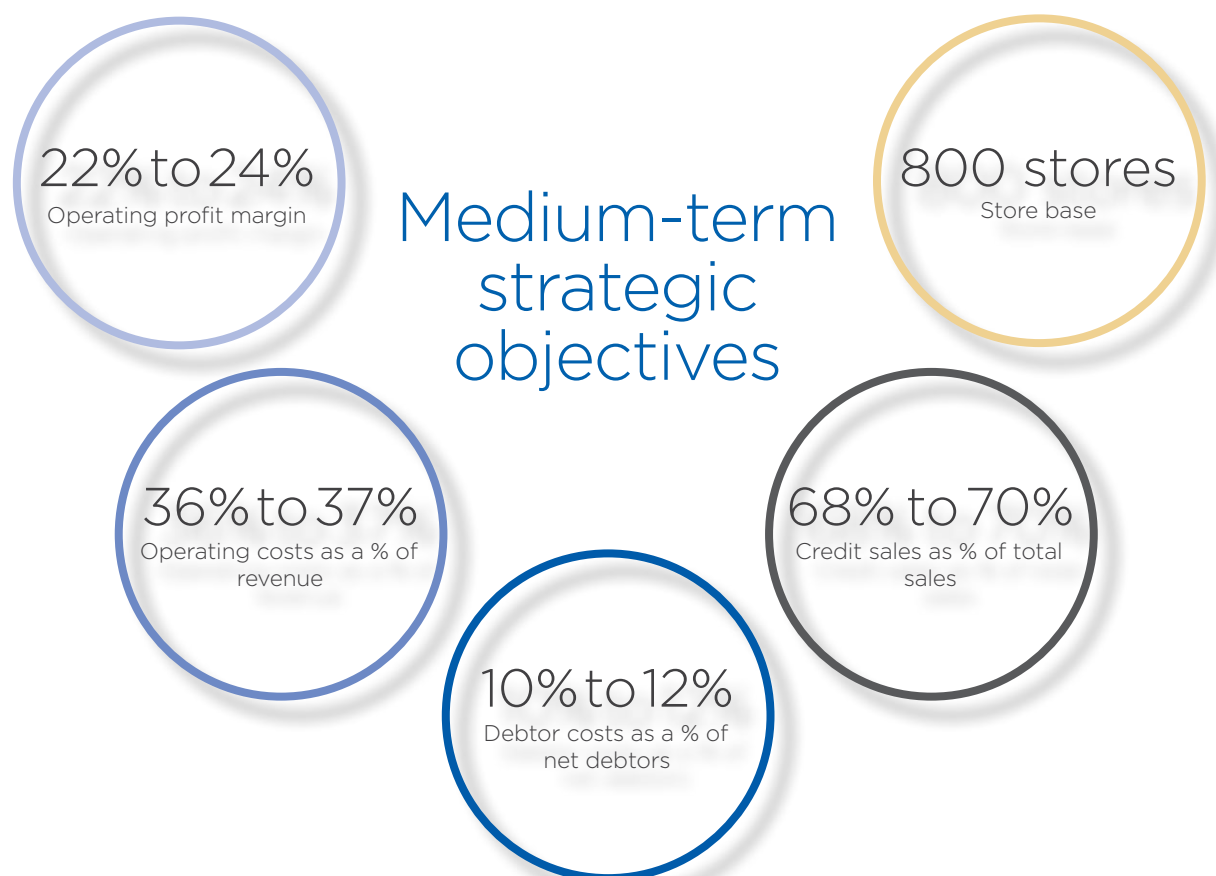 22% to 24%
Operating profit margin
Medium-term
strategic
objectives
800 stores
Store base
36% to 37%
Operating costs as a % of
revenue
68% to 70%
Credit sales as % of total
sales
10% to 12%
Debtor costs as a % of
net debtors